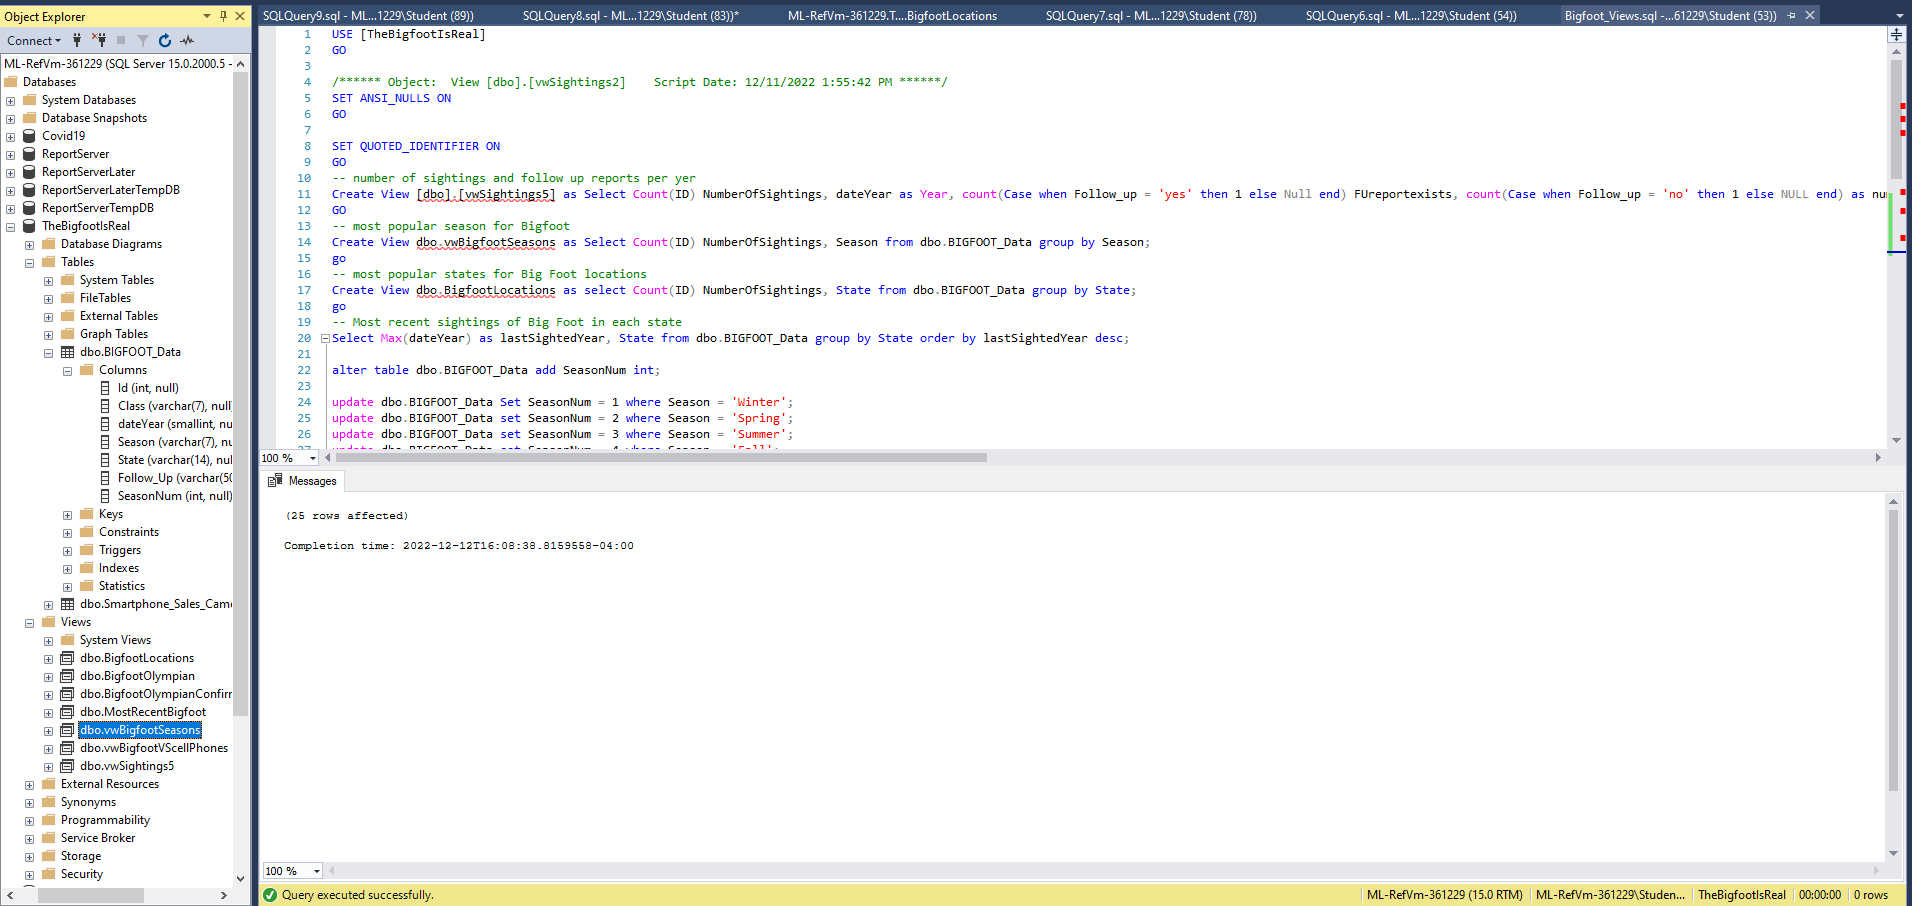 Object Explorer
Connect
ML-RefVm-361229 (SQL Server 15.0.2000.5 -
Databases
System Databases
Database Snapshots
Covid19
ReportServer
ReportServerLater
ReportServerLaterTempDB
ReportServerTempDB
TheBigfootIsReal
Database Diagrams
Tables
System Tables
FileTables
External Tables
Graph Tables
dbo.BIGFOOT_Data
Columns
Id (int, null)
Class (varchar(7), null
dateYear (smallint, nu
Season (varchar(7), nu
State (varchar(14), nul
Follow_Up (varchar(50
SeasonNum (int, null)
Keys
Constraints
Triggers
Indexes
Statistics
dbo.Smartphone_Sales_Came
Views
System Views
dbo.BigfootLocations
dbo.BigfootOlympian
dbo.BigfootOlympianConfirm
dbo.MostRecentBigfoot
dbo.vwBigfootSeasons
dbo.vwBigfootVScellPhones
dbo.vwSightings5
External Resources
Synonyms
Programmability
Service Broker
Storage
Security
SQLQuery9.sql - ML...1229\Student (89))
SQLQuery8.sql - ML...1229\Student (83))*
ML-RefVm-361229.T....BigfootLocations
SQLQuery7.sql - ML...1229\Student (78))
SQLQuery6.sql - ML...1229\Student (54))
Bigfoot_Views.sql -...61229\Student (53))
1 USE [TheBigfootIsReal]
2 GO
3
4 /****** Object:  View [dbo].[vwSightings2]    Script Date: 12/11/2022 1:55:42 PM ******/
5 SET ANSI_NULLS ON
6 GO
7
8 SET QUOTED_IDENTIFIER ON
9 GO
10 -- number of sightings and follow up reports per yer
11 Create View [dbo].[vwSightings5] as Select Count(ID) NumberOfSightings, dateYear as Year, count(Case when Follow_up = 'yes' then 1 else Null end) FUreportexists, count(Case when Follow_up = 'no' then 1 else NULL end) as nu
12 GO
13 -- most popular season for Bigfoot
14 Create View dbo.vwBigfootSeasons as Select Count(ID) NumberOfSightings, Season from dbo.BIGFOOT_Data group by Season;
15 go
16 -- most popular states for Big Foot locations
17 Create View dbo.BigfootLocations as select Count(ID) NumberOfSightings, State from dbo.BIGFOOT_Data group by State;
18 go
19 -- Most recent sightings of Big Foot in each state
20 Select Max(dateYear) as lastSightedYear, State from dbo.BIGFOOT_Data group by State order by lastSightedYear desc;
21
22 alter table dbo.BIGFOOT_Data add SeasonNum int;
23
24 update dbo.BIGFOOT_Data Set SeasonNum = 1 where Season = 'Winter';
25 update dbo.BIGFOOT_Data set SeasonNum = 2 where Season = 'Spring';
26 update dbo.BIGFOOT_Data set SeasonNum = 3 where Season = 'Summer';
27 update dbo.BIGFOOT_Data set SeasonNum = 4 where Season = 'Fall';
100 %
Messages
(25 rows affected)
Completion time: 2022-12-12T16:08:38.8159558-04:00
100 %
Query executed successfully.
ML-RefVm-361229 (15.0 RTM)
ML-RefVm-361229\Studen...
TheBigfootIsReal
00:00:00
0 rows